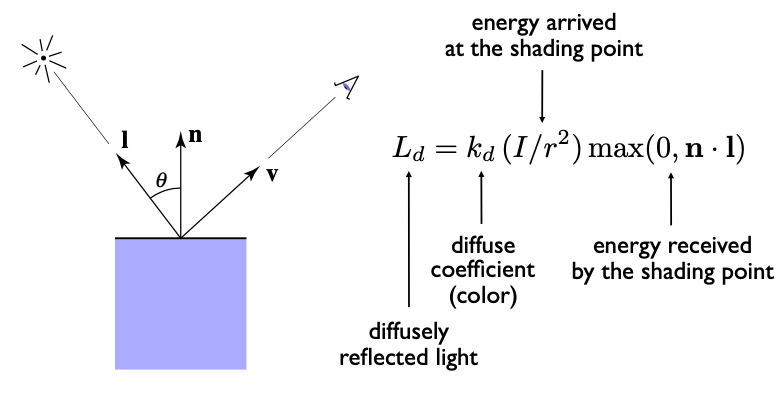 energy arrived
at the shading point
l
n
θ
v
L_d = k_d (I/r²) max(0, n · l)
diffuse
coefficient
(color)
energy received
by the shading point
diffusely
reflected light